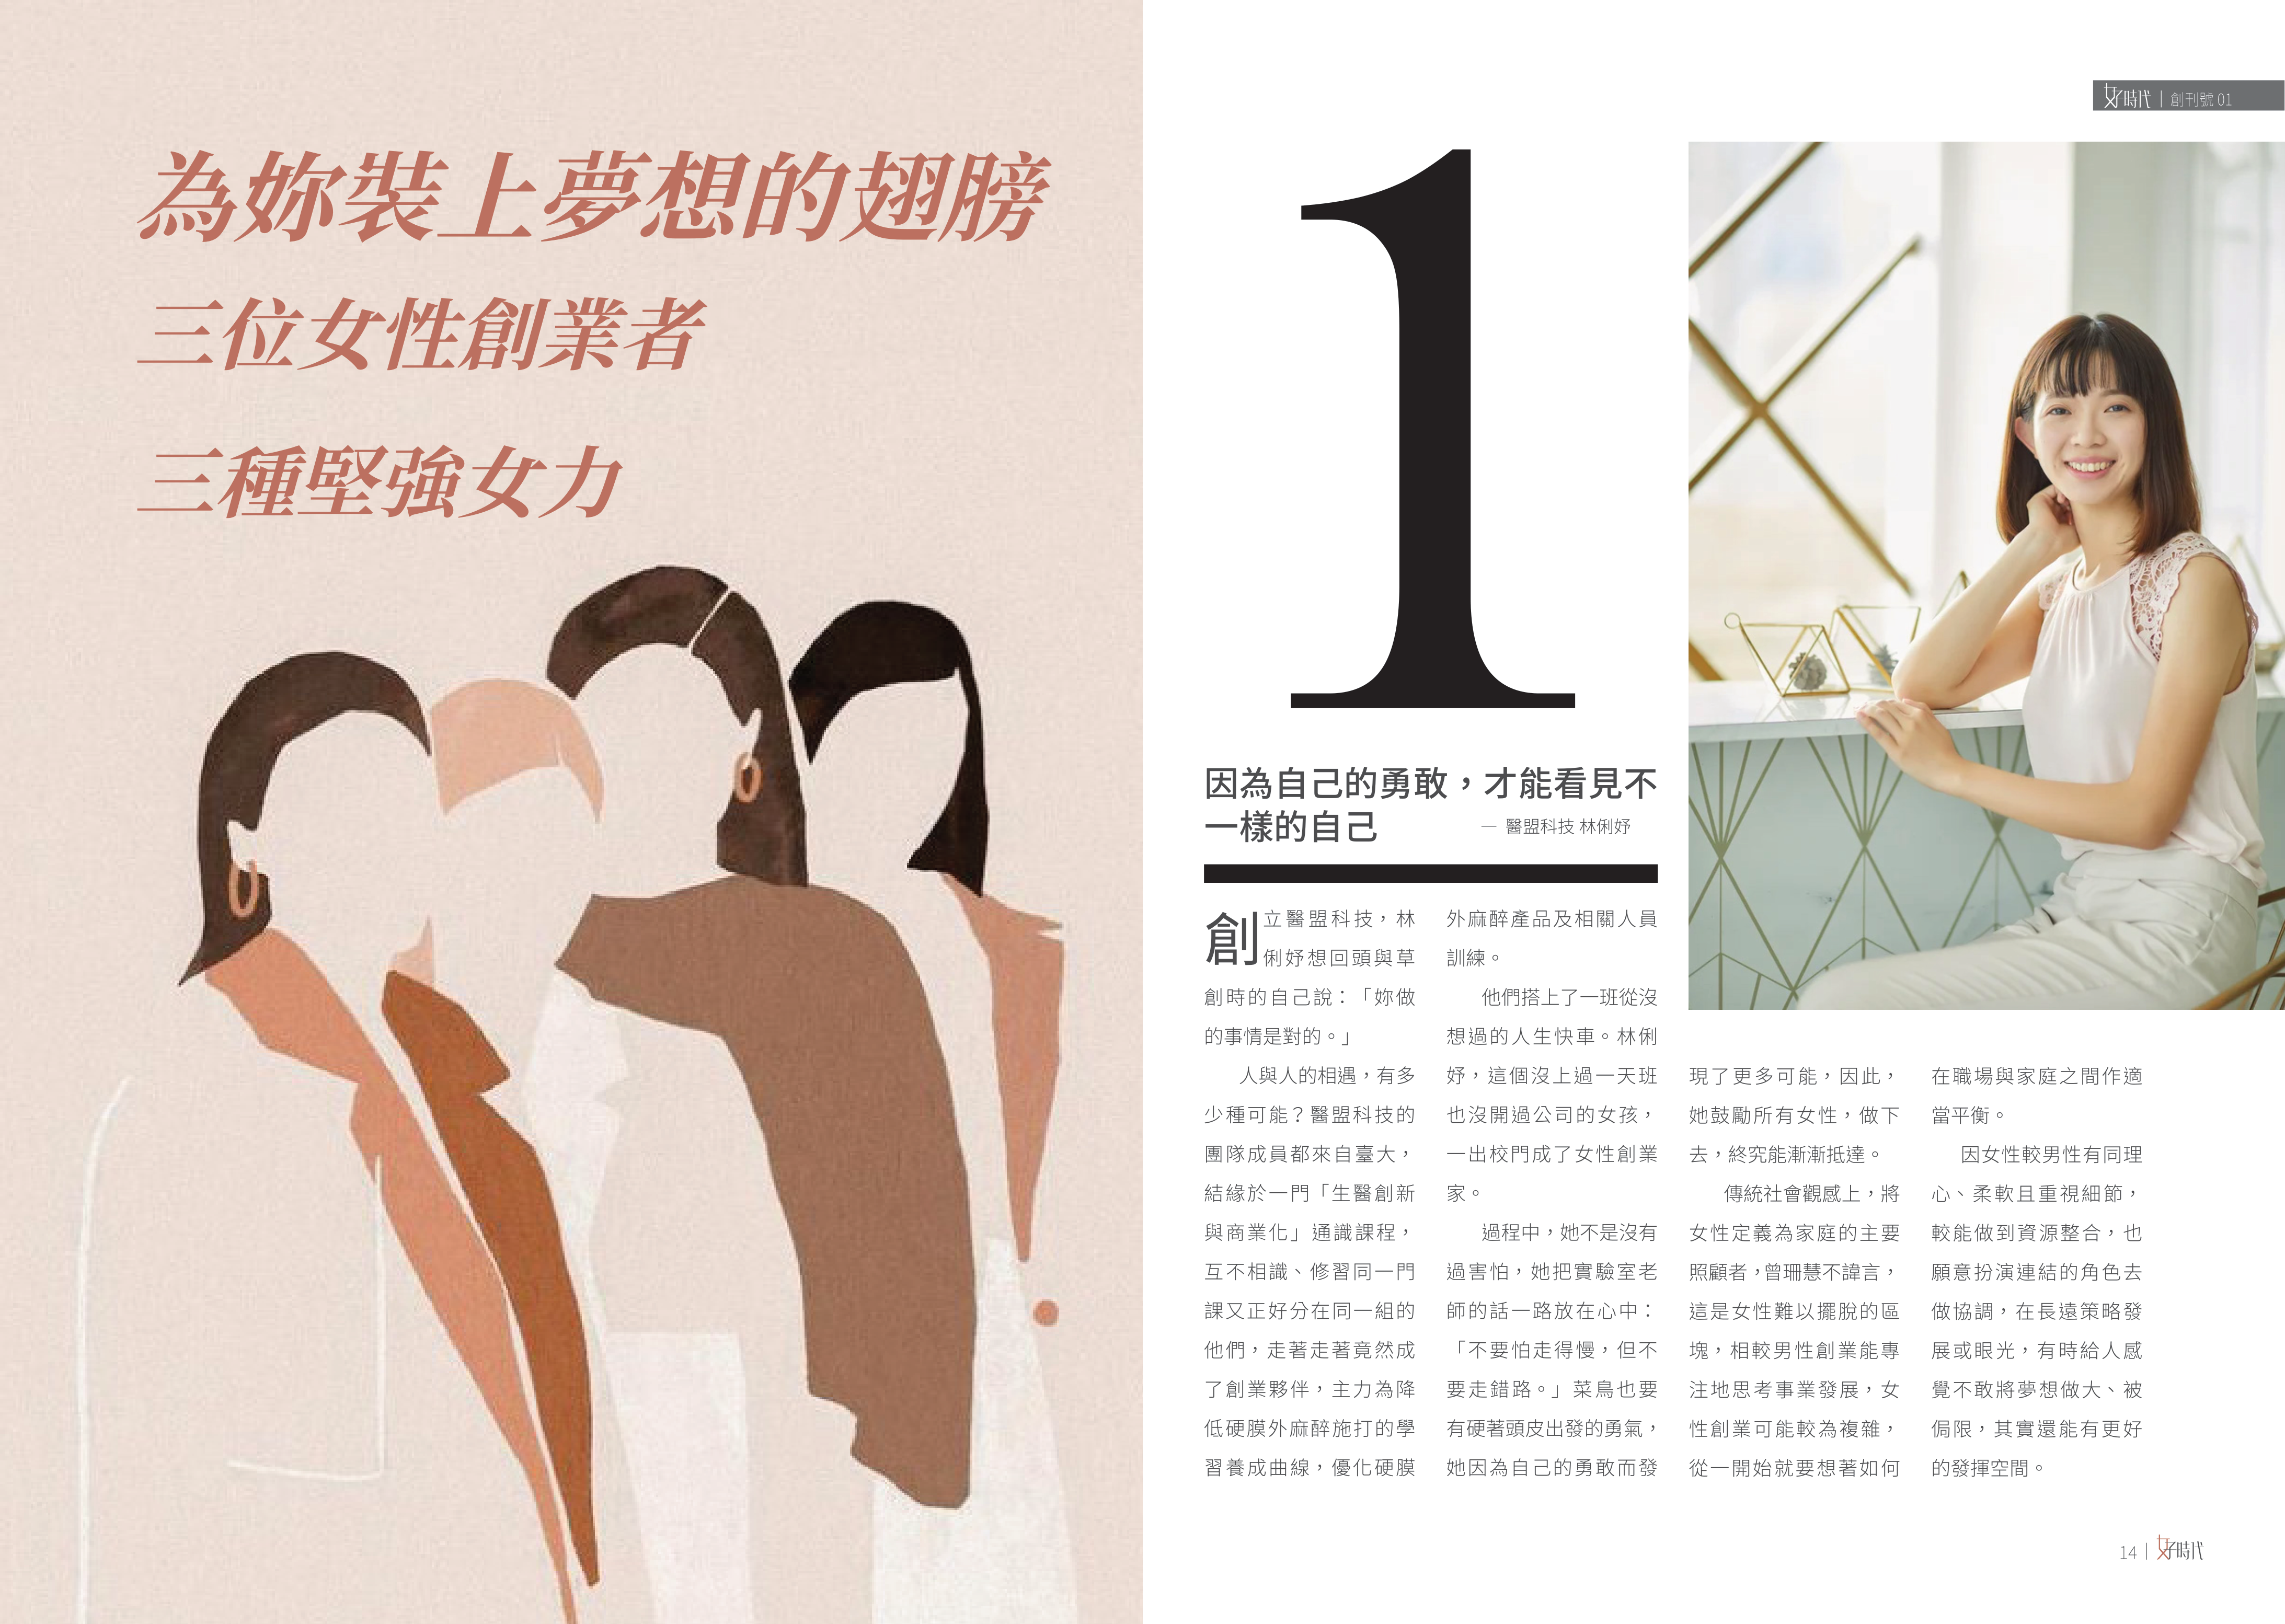 為妳裝上夢想的翅膀
三位女性創業者
三種堅強女力
好時代 | 創刊號 01
1
因為自己的勇敢，才能看見不
一樣的自己
— 醫盟科技 林俐妤
創立醫盟科技，林
俐妤想回頭與草
創時的自己說：「妳做
的事情是對的。」
人與人的相遇，有多
少種可能？醫盟科技的
團隊成員都來自臺大，
結緣於一門「生醫創新
與商業化」通識課程，
互不相識、修習同一門
課又正好分在同一組的
他們，走著走著竟然成
了創業夥伴，主力為降
低硬膜外麻醉施打的學
習養成曲線，優化硬膜
外麻醉產品及相關人員
訓練。
他們搭上了一班從沒
想過的人生快車。林俐
妤，這個沒上過一天班
也沒開過公司的女孩，
一出校門成了女性創業
家。
過程中，她不是沒有
過害怕，她把實驗室老
師的話一路放在心中：
「不要怕走得慢，但不
要走錯路。」菜鳥也要
有硬著頭皮出發的勇氣，
她因為自己的勇敢而發
現了更多可能，因此，
她鼓勵所有女性，做下
去，終究能漸漸抵達。
傳統社會觀感上，將
女性定義為家庭的主要
照顧者，曾珊慧不諱言，
這是女性難以擺脫的區
塊，相較男性創業能專
注地思考事業發展，女
性創業可能較為複雜，
從一開始就要想著如何
在職場與家庭之間作適
當平衡。
因女性較男性有同理
心、柔軟且重視細節，
較能做到資源整合，也
願意扮演連結的角色去
做協調，在長遠策略發
展或眼光，有時給人感
覺不敢將夢想做大、被
侷限，其實還能有更好
的發揮空間。
14 | 好時代